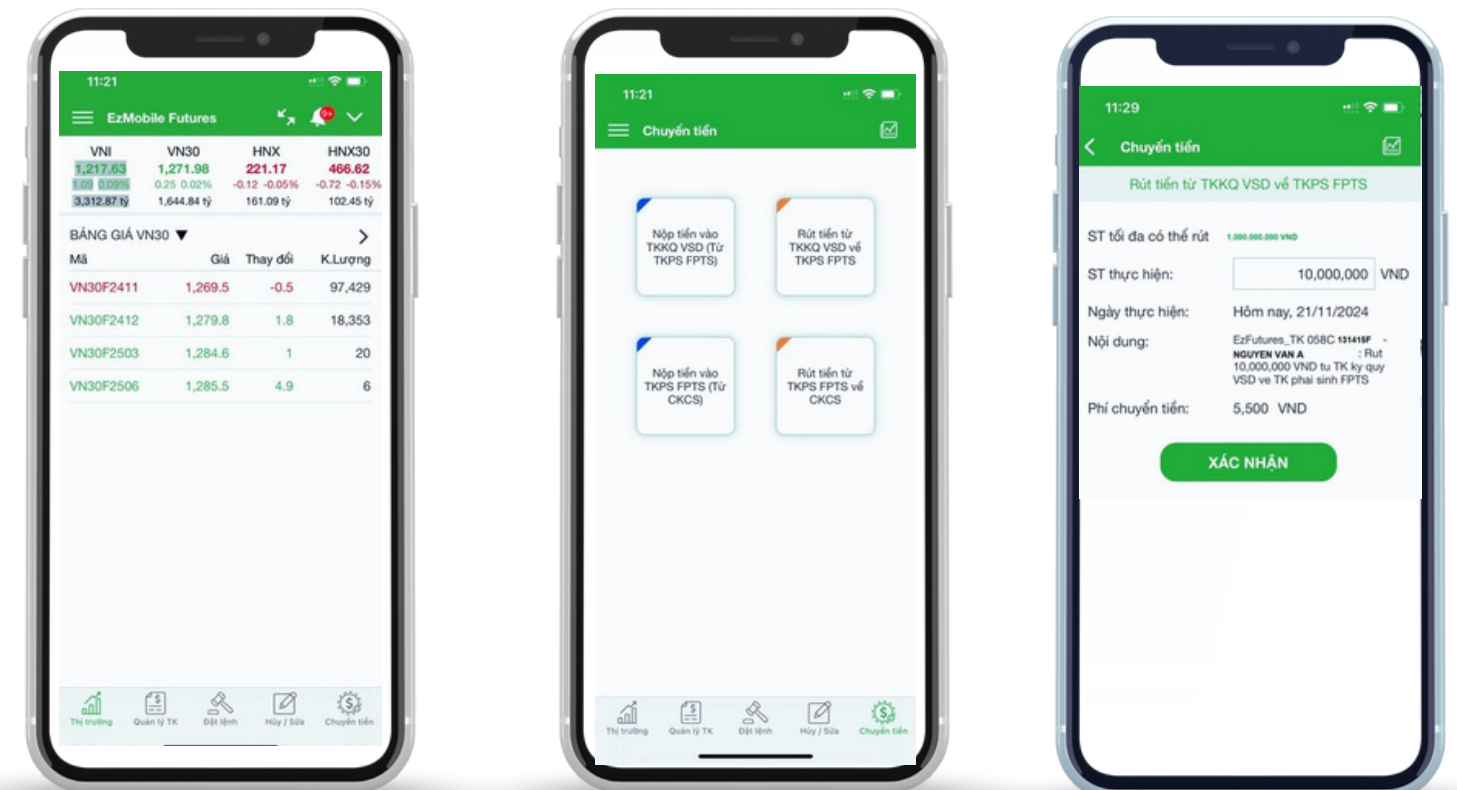 11:21
EzMobile Futures
9+
VNI VN30 HNX HNX30
1,217.63 1,271.98 221.17 466.62
1.09 0.09% 0.25 0.02% -0.12 -0.05% -0.72 -0.15%
3,312.87 tỷ 1,644.84 tỷ 161.09 tỷ 102.45 tỷ
BẢNG GIÁ VN30 ▼
Mã Giá Thay đổi K.Lượng
VN30F2411 1,269.5 -0.5 97,429
VN30F2412 1,279.8 1.8 18,353
VN30F2503 1,284.6 1 20
VN30F2506 1,285.5 4.9 6
Thị trường Quản lý TK Đặt lệnh Hủy / Sửa Chuyển tiền
11:21
Chuyển tiền
Nộp tiền vào
TKKQ VSD (Từ
TKPS FPTS)
Rút tiền từ
TKKQ VSD về
TKPS FPTS
Nộp tiền vào
TKPS FPTS (Từ
CKCS)
Rút tiền từ
TKPS FPTS về
CKCS
Thị trường Quản lý TK Đặt lệnh Hủy / Sửa Chuyển tiền
11:29
Chuyển tiền
Rút tiền từ TKKQ VSD về TKPS FPTS
ST tối đa có thể rút 1.000.000.000 VND
ST thực hiện: 10,000,000 VND
Ngày thực hiện: Hôm nay, 21/11/2024
Nội dung: EzFutures_TK 058C 131415F -
NGUYEN VAN A : Rut
10,000,000 VND tu TK ky quy
VSD ve TK phai sinh FPTS
Phí chuyển tiền: 5,500 VND
XÁC NHẬN